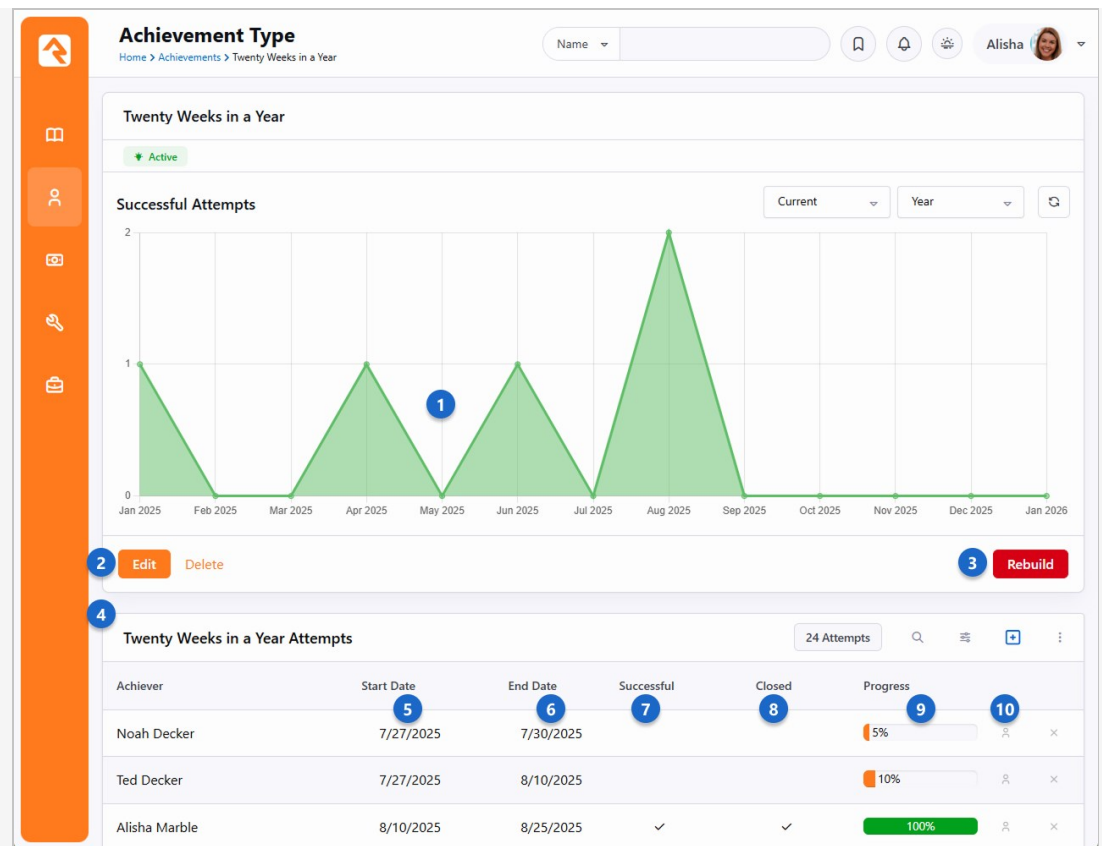 Achievement Type
Home > Achievements > Twenty Weeks in a Year
Name
Alisha
Twenty Weeks in a Year
Active
Successful Attempts
Current
Year
2
1
0
1
Jan 2025 Feb 2025 Mar 2025 Apr 2025 May 2025 Jun 2025 Jul 2025 Aug 2025 Sep 2025 Oct 2025 Nov 2025 Dec 2025 Jan 2026
2 Edit Delete 3 Rebuild
4
Twenty Weeks in a Year Attempts 24 Attempts
Achiever Start Date End Date Successful Closed Progress
5 6 7 8 9 10
Noah Decker 7/27/2025 7/30/2025 5%
Ted Decker 7/27/2025 8/10/2025 10%
Alisha Marble 8/10/2025 8/25/2025 100%